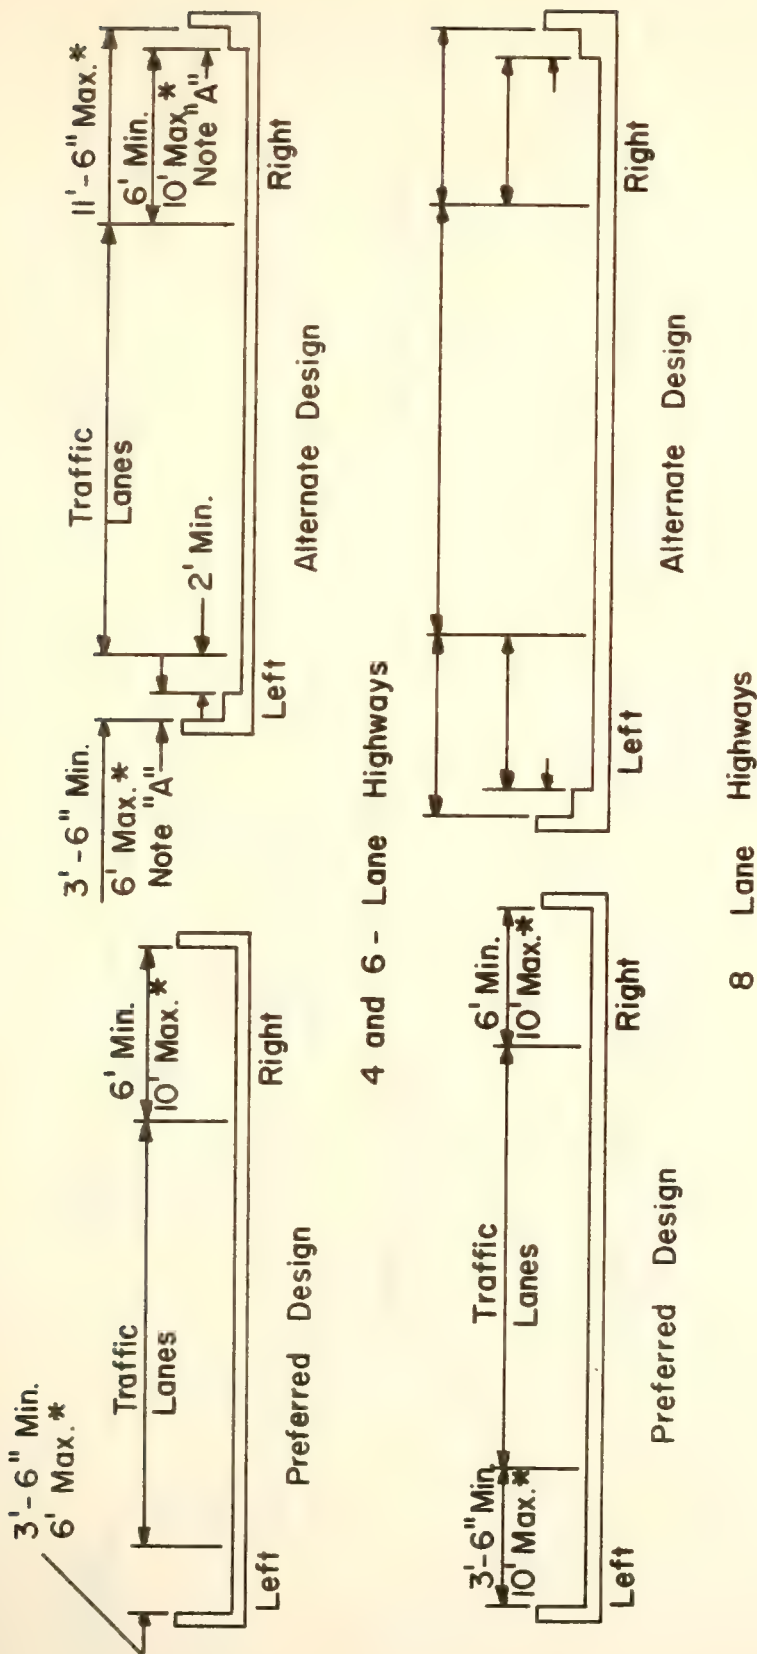 3'-6" Min.
6' Max.*
Traffic
Lanes
6' Min.
10' Max.*
Left
Right
Preferred Design
3'-6" Min.
6' Max.*
Note "A"
2' Min.
Traffic
Lanes
11'-6" Max.*
6' Min.
10' Max.*
Note "A"
Left
Right
Alternate Design
4 and 6 - Lane Highways
3'-6" Min.
10' Max.*
Traffic
Lanes
6' Min.
10' Max.*
Left
Right
Preferred Design
Left
Right
Alternate Design
8 Lane Highways